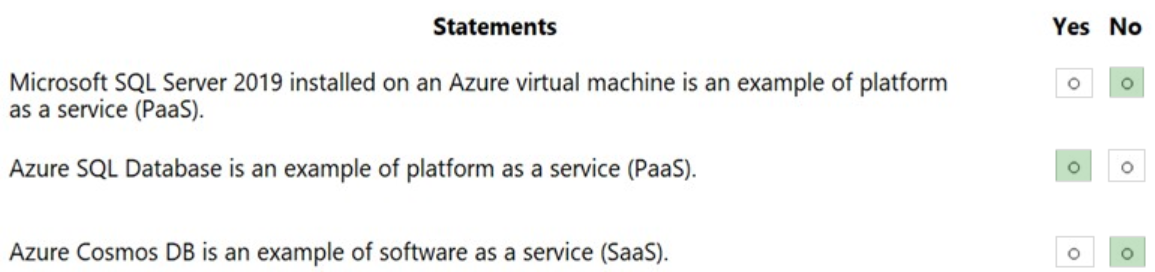 Statements Yes No
Microsoft SQL Server 2019 installed on an Azure virtual machine is an example of platform
as a service (PaaS).
Azure SQL Database is an example of platform as a service (PaaS).
Azure Cosmos DB is an example of software as a service (SaaS).